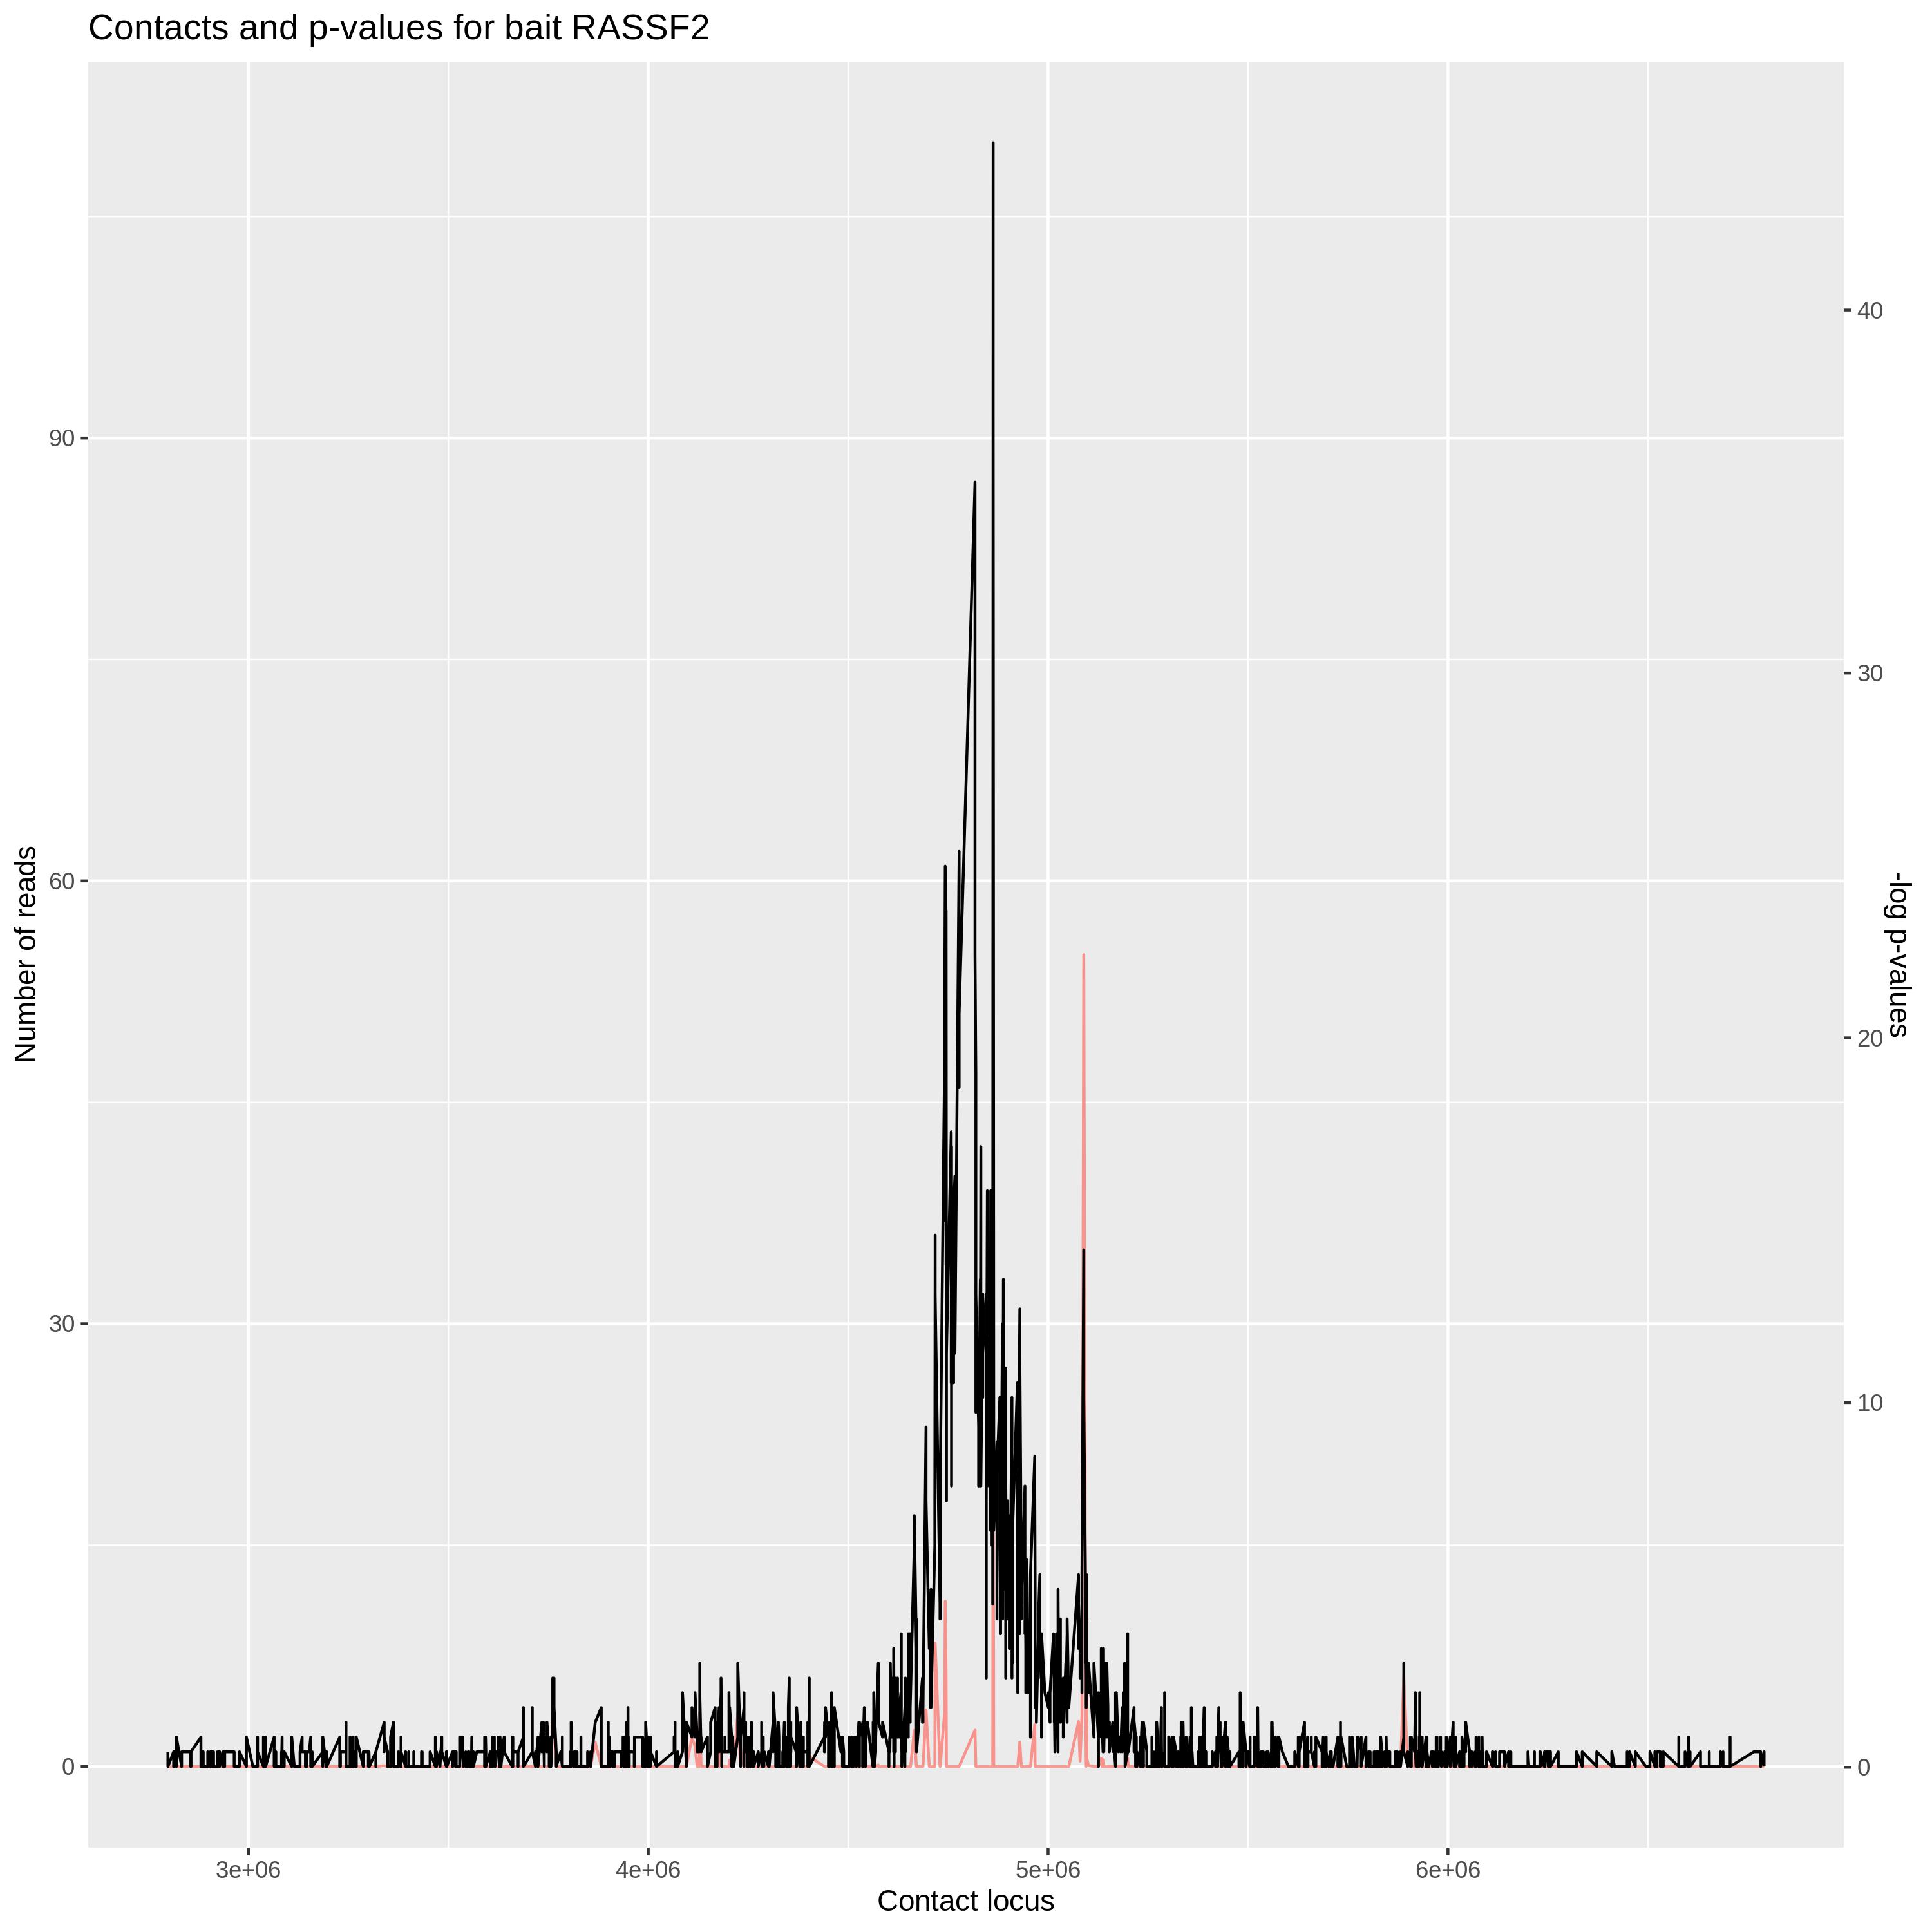 Contacts and p-values for bait RASSF2
Number of reads
90
60
30
0
40
30
20
10
0
-log p-values
3e+06 4e+06 5e+06 6e+06
Contact locus